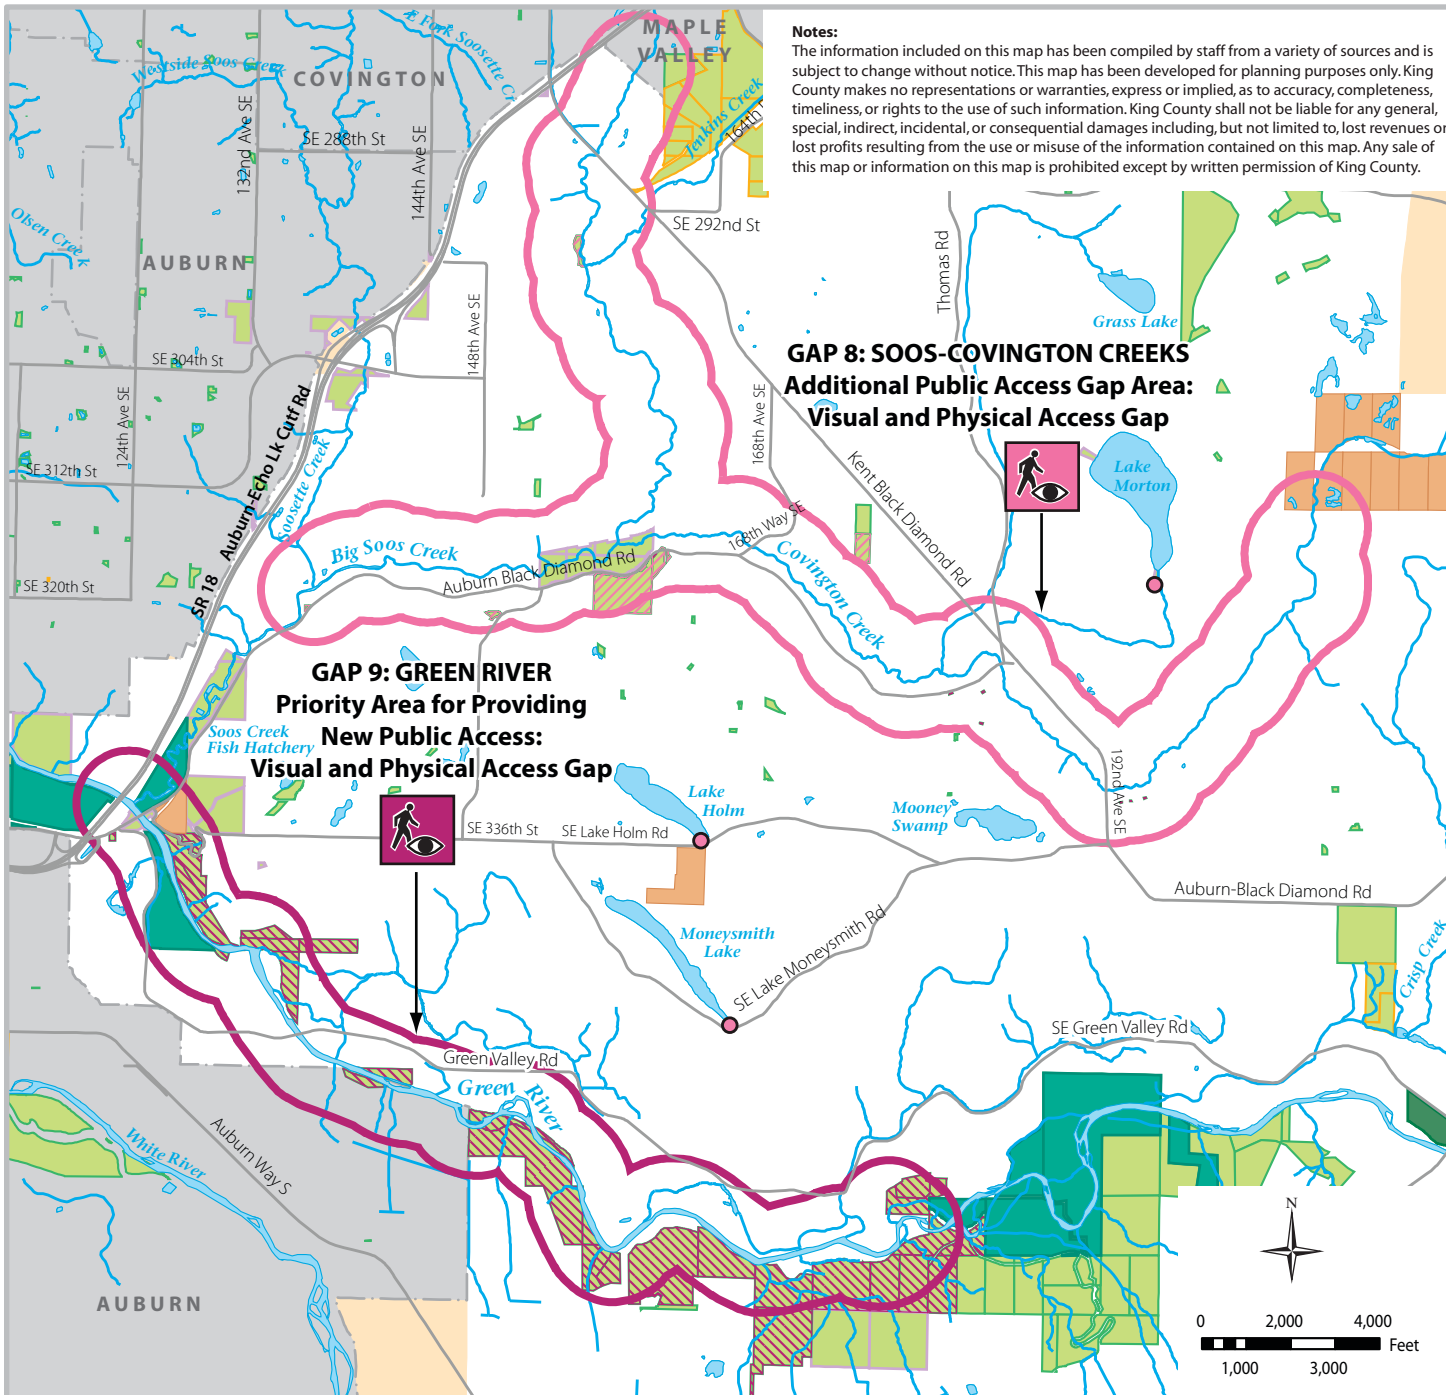 Notes:
The information included on this map has been compiled by staff from a variety of sources and is
subject to change without notice. This map has been developed for planning purposes only. King
County makes no representations or warranties, express or implied, as to accuracy, completeness,
timeliness, or rights to the use of such information. King County shall not be liable for any general,
special, indirect, incidental, or consequential damages including, but not limited to, lost revenues or
lost profits resulting from the use or misuse of the information contained on this map. Any sale of
this map or information on this map is prohibited except by written permission of King County.
MAPLE
VALLEY
E Fork Soosette Cr
Westside Soos Creek
COVINGTON
Jenkins Creek
164th
132nd Ave SE
SE 288th St
144th Ave SE
Olsen Creek
SE 292nd St
Thomas Rd
AUBURN
Grass Lake
148th Ave SE
SE 304th St
GAP 8: SOOS-COVINGTON CREEKS
Additional Public Access Gap Area:
Visual and Physical Access Gap
124th Ave SE
168th Ave SE
Auburn-Echo Lk Cutf Rd
SR 18
SE 312th St
Soosette Creek
Kent Black Diamond Rd
Lake
Morton
168th Way SE
Big Soos Creek
Auburn Black Diamond Rd
Covington Creek
SE 320th St
GAP 9: GREEN RIVER
Priority Area for Providing
New Public Access:
Visual and Physical Access Gap
Soos Creek
Fish Hatchery
Lake
Holm
192nd Ave SE
Mooney
Swamp
SE 336th St
SE Lake Holm Rd
Auburn-Black Diamond Rd
Moneysmith
Lake
SE Lake Moneysmith Rd
Crisp Creek
SE Green Valley Rd
Green Valley Rd
Green River
White River
Auburn Way S
AUBURN
N
0 2,000 4,000
Feet
1,000 3,000